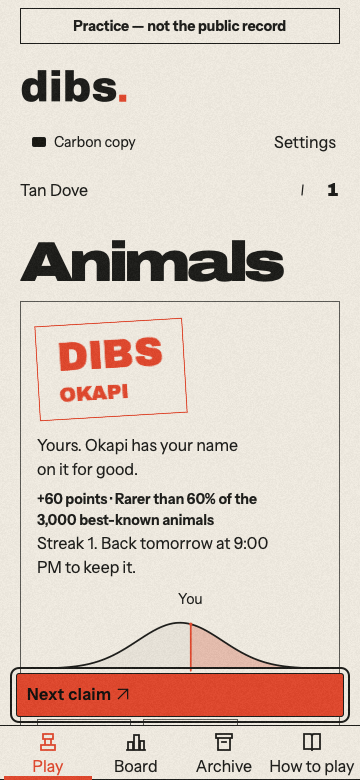 Practice — not the public record
dibs.
Carbon copy
Settings
Tan Dove
1
Animals
DIBS
OKAPI
Yours. Okapi has your name
on it for good.
+60 points · Rarer than 60% of the
3,000 best-known animals
Streak 1. Back tomorrow at 9:00
PM to keep it.
You
Next claim ↗
Play
Board
Archive
How to play